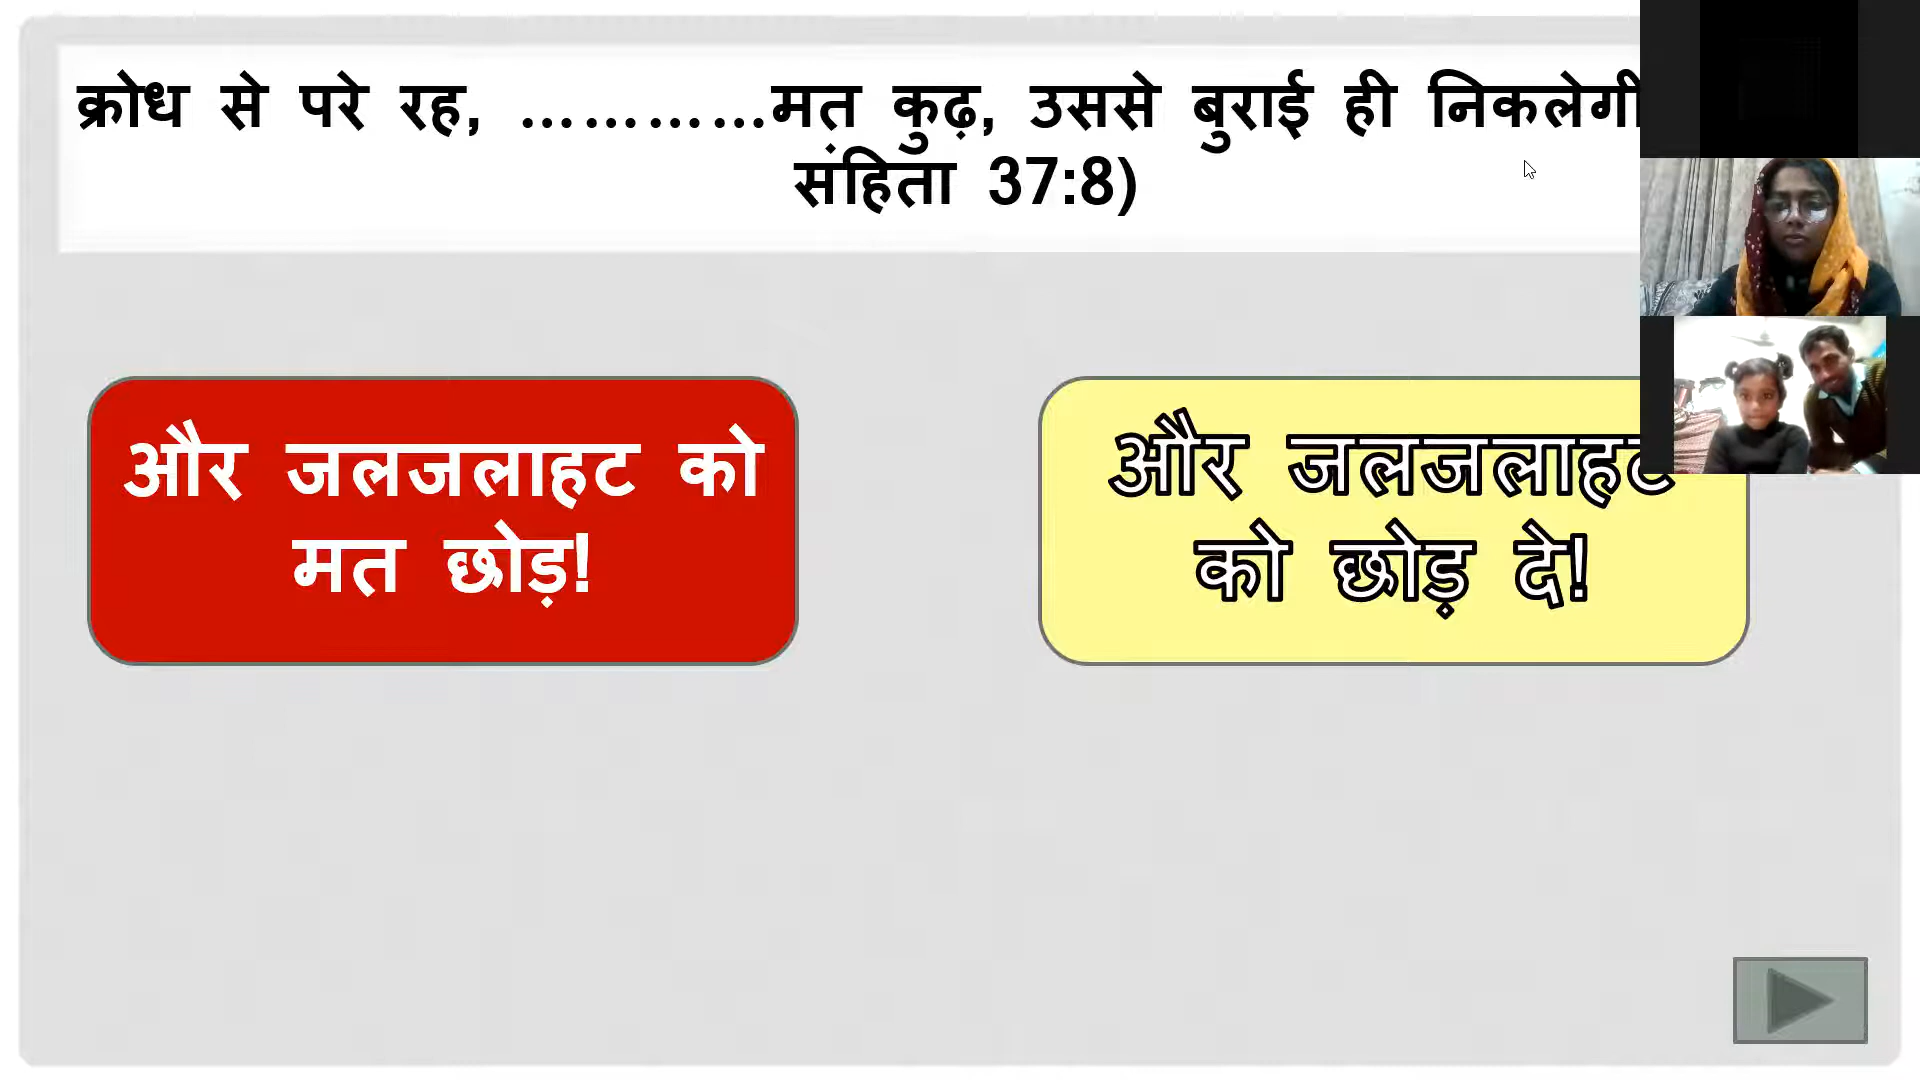 क्रोध से परे रह, …………मत कुढ़, उससे बुराई ही निकलेगी
संहिता 37:8)
और जलजलाहट को
मत छोड़!
और जलजलाहट
को छोड़ दे!